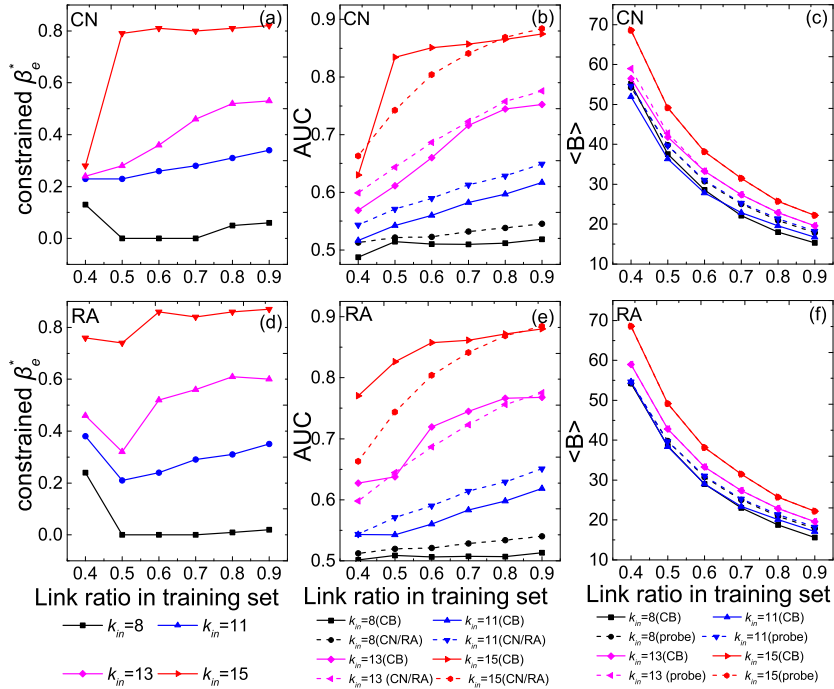 CN (a)
constrained β*e
0.8
0.6
0.4
0.2
0.0
0.4 0.5 0.6 0.7 0.8 0.9
CN (b)
AUC
0.9
0.8
0.7
0.6
0.5
0.4 0.5 0.6 0.7 0.8 0.9
CN (c)
<B>
70
60
50
40
30
20
10
0.4 0.5 0.6 0.7 0.8 0.9
RA (d)
constrained β*e
0.8
0.6
0.4
0.2
0.0
0.4 0.5 0.6 0.7 0.8 0.9
Link ratio in training set
RA (e)
AUC
0.9
0.8
0.7
0.6
0.5
0.4 0.5 0.6 0.7 0.8 0.9
Link ratio in training set
RA (f)
<B>
70
60
50
40
30
20
10
0.4 0.5 0.6 0.7 0.8 0.9
Link ratio in training set
kin=8 kin=11
kin=13 kin=15
kin=8(CB) kin=11(CB)
kin=8(CN/RA) kin=11(CN/RA)
kin=13(CB) kin=15(CB)
kin=13 (CN/RA) kin=15(CN/RA)
kin=8(CB) kin=11(CB)
kin=8(probe) kin=11(probe)
kin=13(CB) kin=15(CB)
kin=13 (probe) kin=15(probe)